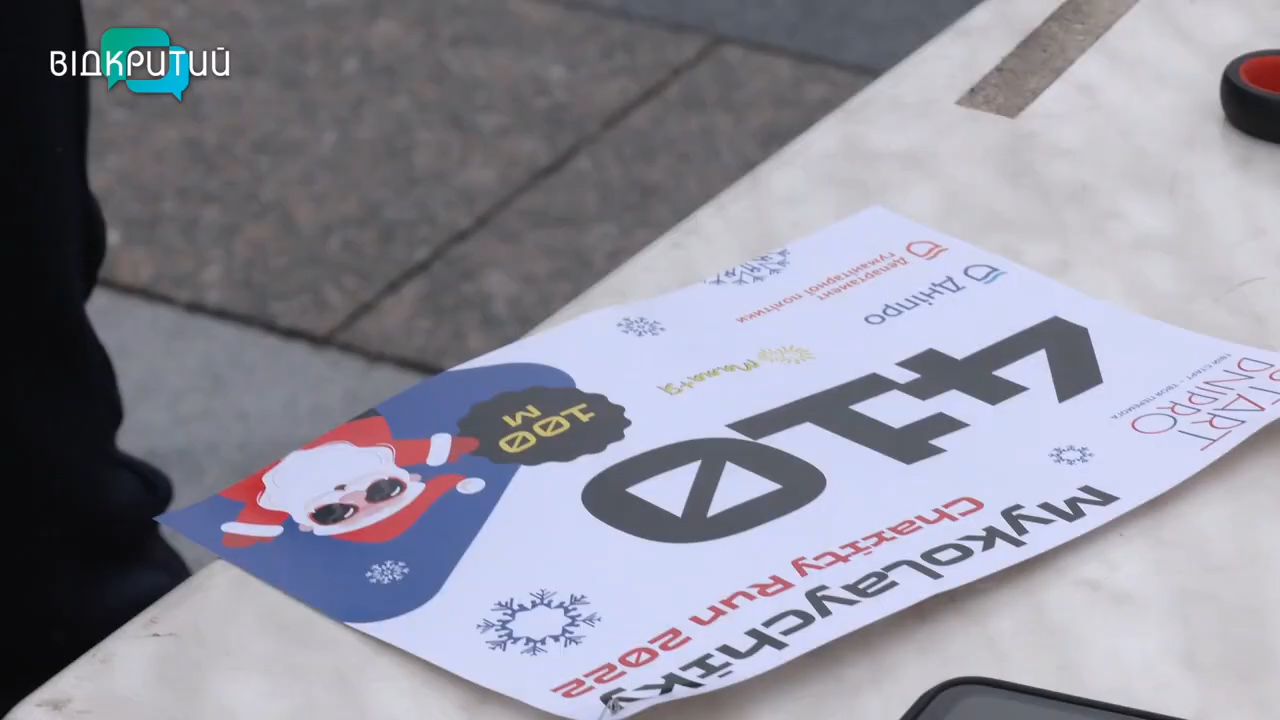 ВІДКРИТИЙ
Mykolaychiky
Charity Run 2022
START
DNIPRO
ТВІЙ СТАРТ - ТВОЯ ПЕРЕМОГА
410
Дніпро
Департамент
гуманітарної політики
100
М